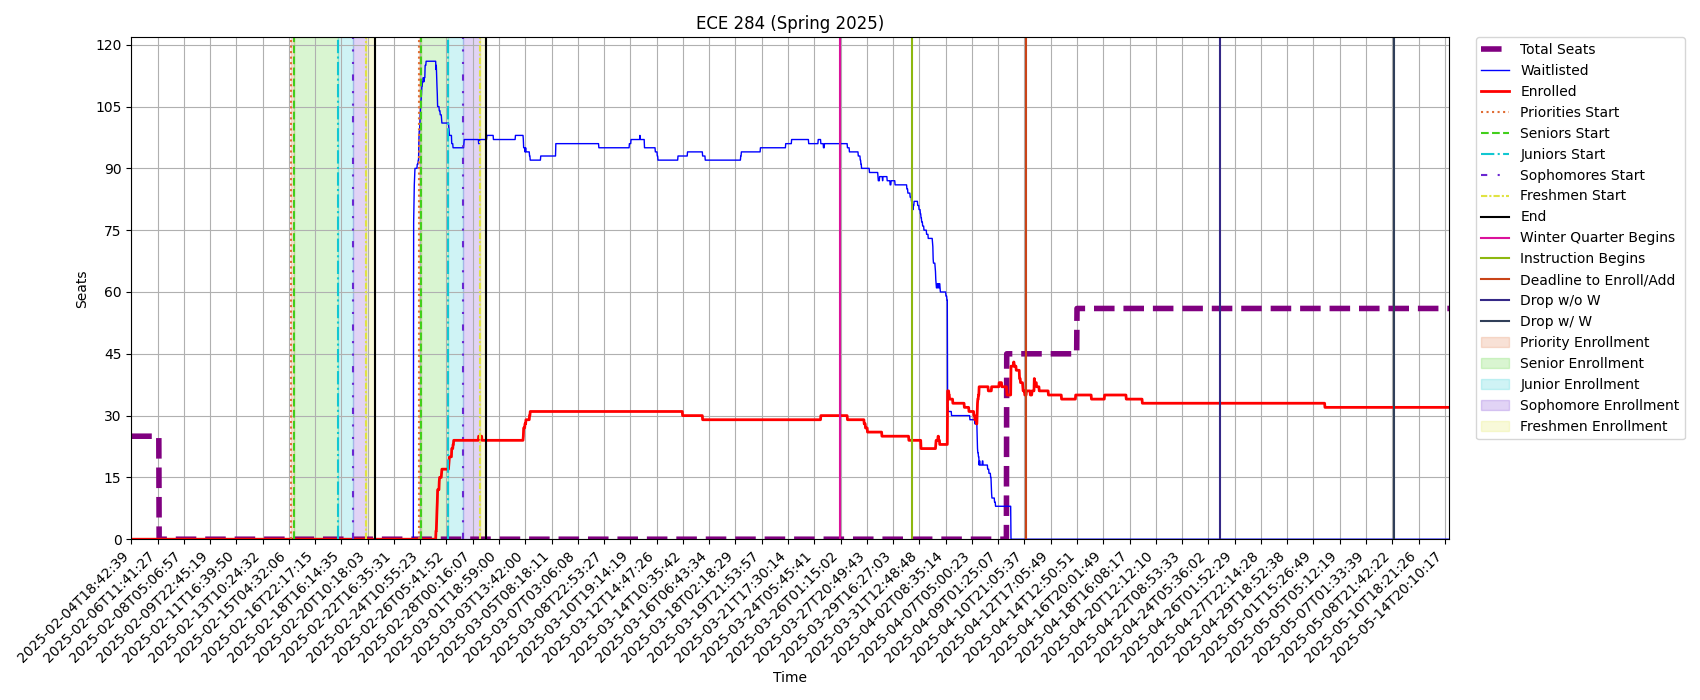 ECE 284 (Spring 2025)
120
105
90
75
60
45
30
15
0
Seats
2025-02-04T18:42:39
2025-02-06T11:41:27
2025-02-08T05:06:57
2025-02-09T22:45:19
2025-02-11T16:39:50
2025-02-13T10:24:32
2025-02-15T04:32:06
2025-02-16T22:17:15
2025-02-18T16:14:35
2025-02-20T10:18:03
2025-02-22T16:35:31
2025-02-24T10:55:23
2025-02-26T05:41:52
2025-02-28T00:16:07
2025-03-01T18:59:00
2025-03-03T13:42:00
2025-03-05T08:18:11
2025-03-07T03:06:08
2025-03-08T22:53:27
2025-03-10T19:14:19
2025-03-12T14:47:26
2025-03-14T10:35:42
2025-03-16T06:43:34
2025-03-18T02:18:29
2025-03-19T21:53:57
2025-03-21T17:30:14
2025-03-24T05:45:41
2025-03-26T01:15:02
2025-03-27T20:49:43
2025-03-29T16:27:03
2025-03-31T12:48:48
2025-04-02T08:35:14
2025-04-07T05:00:23
2025-04-09T01:25:07
2025-04-10T21:05:37
2025-04-12T17:05:49
2025-04-14T12:50:51
2025-04-16T20:01:49
2025-04-18T16:08:17
2025-04-20T12:12:10
2025-04-22T08:53:33
2025-04-24T05:36:02
2025-04-26T01:52:29
2025-04-27T22:14:28
2025-04-29T18:52:38
2025-05-01T15:26:49
2025-05-05T05:12:19
2025-05-07T01:33:39
2025-05-08T21:42:22
2025-05-10T18:21:26
2025-05-14T20:10:17
Time
Total Seats
Waitlisted
Enrolled
Priorities Start
Seniors Start
Juniors Start
Sophomores Start
Freshmen Start
End
Winter Quarter Begins
Instruction Begins
Deadline to Enroll/Add
Drop w/o W
Drop w/ W
Priority Enrollment
Senior Enrollment
Junior Enrollment
Sophomore Enrollment
Freshmen Enrollment